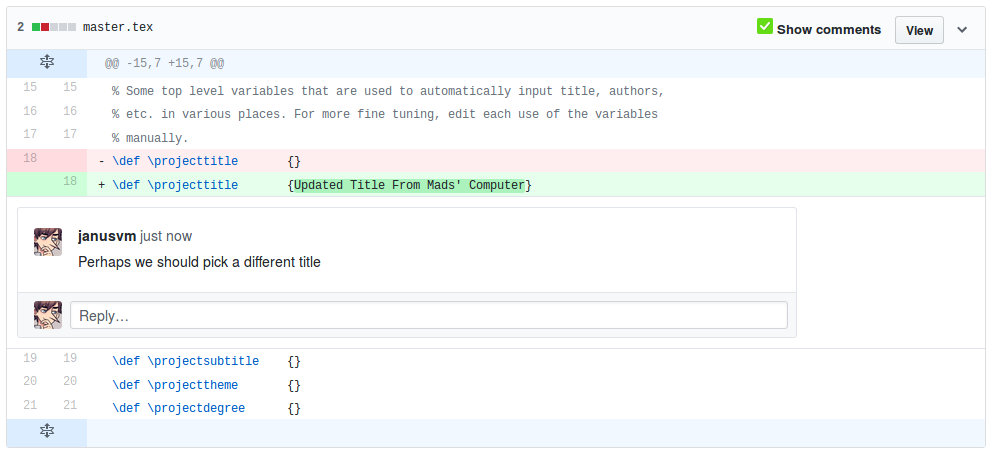 2 master.tex Show comments View
@@ -15,7 +15,7 @@
15 15 % Some top level variables that are used to automatically input title, authors,
16 16 % etc. in various places. For more fine tuning, edit each use of the variables
17 17 % manually.
18 - \def \projecttitle {}
18 + \def \projecttitle {Updated Title From Mads' Computer}
janusvm just now
Perhaps we should pick a different title
Reply…
19 19 \def \projectsubtitle {}
20 20 \def \projecttheme {}
21 21 \def \projectdegree {}